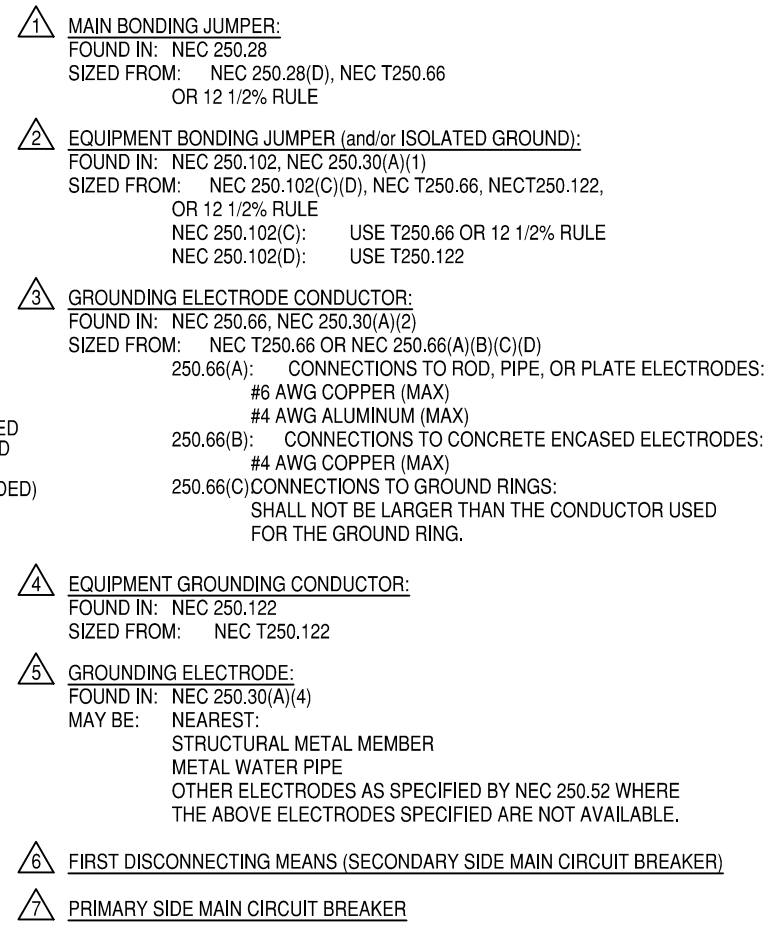 1 MAIN BONDING JUMPER:
FOUND IN: NEC 250.28
SIZED FROM: NEC 250.28(D), NEC T250.66
OR 12 1/2% RULE
2 EQUIPMENT BONDING JUMPER (and/or ISOLATED GROUND):
FOUND IN: NEC 250.102, NEC 250.30(A)(1)
SIZED FROM: NEC 250.102(C)(D), NEC T250.66, NECT250.122,
OR 12 1/2% RULE
NEC 250.102(C): USE T250.66 OR 12 1/2% RULE
NEC 250.102(D): USE T250.122
3 GROUNDING ELECTRODE CONDUCTOR:
FOUND IN: NEC 250.66, NEC 250.30(A)(2)
SIZED FROM: NEC T250.66 OR NEC 250.66(A)(B)(C)(D)
250.66(A): CONNECTIONS TO ROD, PIPE, OR PLATE ELECTRODES:
#6 AWG COPPER (MAX)
#4 AWG ALUMINUM (MAX)
250.66(B): CONNECTIONS TO CONCRETE ENCASED ELECTRODES:
#4 AWG COPPER (MAX)
250.66(C):CONNECTIONS TO GROUND RINGS:
SHALL NOT BE LARGER THAN THE CONDUCTOR USED
FOR THE GROUND RING.
4 EQUIPMENT GROUNDING CONDUCTOR:
FOUND IN: NEC 250.122
SIZED FROM: NEC T250.122
5 GROUNDING ELECTRODE:
FOUND IN: NEC 250.30(A)(4)
MAY BE: NEAREST:
STRUCTURAL METAL MEMBER
METAL WATER PIPE
OTHER ELECTRODES AS SPECIFIED BY NEC 250.52 WHERE
THE ABOVE ELECTRODES SPECIFIED ARE NOT AVAILABLE.
6 FIRST DISCONNECTING MEANS (SECONDARY SIDE MAIN CIRCUIT BREAKER)
7 PRIMARY SIDE MAIN CIRCUIT BREAKER